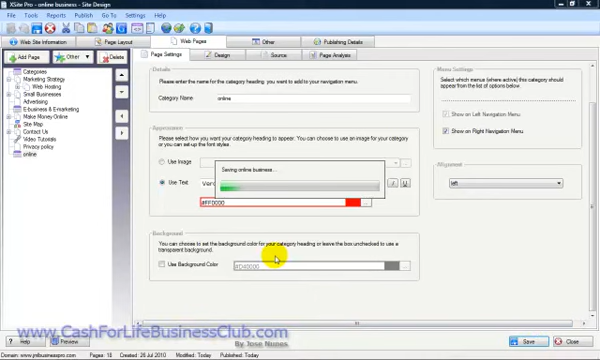 XSite Pro - online business - Site Design
File Tools Reports Publish Go To Settings Help
Web Site Information Page Layout Web Pages Other Publishing Details
Add Page Other Delete
Page Settings Design Source Page Analysis
Categories
Marketing Strategy
Web Hosting
Small Businesses
Advertising
E-business & E-marketing
Make Money Online
Site Map
Contact Us
Video Tutorials
Privacy policy
online
Details
Please enter the name for the category heading you want to add to your navigation menu.
Category Name online
Appearance
Please select how you want your category heading to appear. You can choose to use an image for your category
or you can set up the font styles.
Use Image
Use Text
I U
#FF0000
Saving online business...
Background
You can choose to set the background color for your category heading or leave the box unchecked to use a
transparent background.
Use Background Color #D40000
Menu Settings
Select which menus (where active) this category should
appear from the list of options below.
Show on Left Navigation Menu
Show on Right Navigation Menu
Alignment
left
www.CashForLifeBusinessClub.com
By Jose Nunes
Help Preview Save Close
Pages: 18 Created: 26 Jul 2010 Modified: Today Published: Today